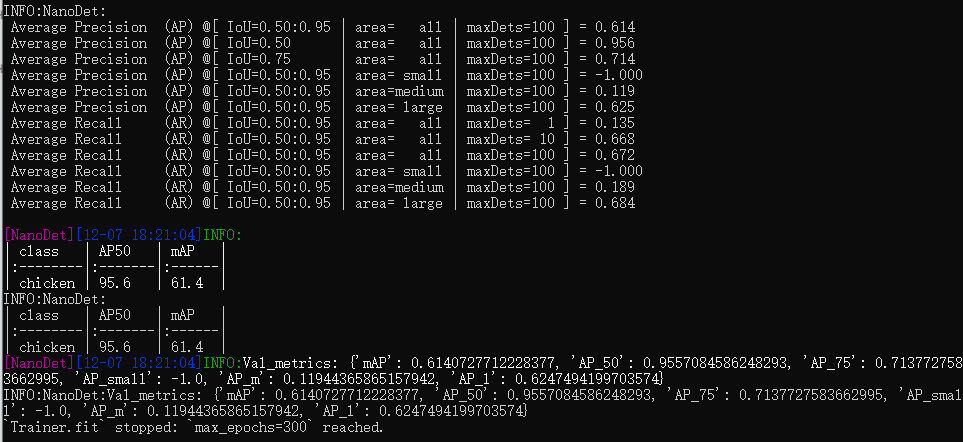 INFO:NanoDet:
Average Precision  (AP) @[ IoU=0.50:0.95 | area=   all | maxDets=100 ] = 0.614
Average Precision  (AP) @[ IoU=0.50      | area=   all | maxDets=100 ] = 0.956
Average Precision  (AP) @[ IoU=0.75      | area=   all | maxDets=100 ] = 0.714
Average Precision  (AP) @[ IoU=0.50:0.95 | area= small | maxDets=100 ] = -1.000
Average Precision  (AP) @[ IoU=0.50:0.95 | area=medium | maxDets=100 ] = 0.119
Average Precision  (AP) @[ IoU=0.50:0.95 | area= large | maxDets=100 ] = 0.625
Average Recall     (AR) @[ IoU=0.50:0.95 | area=   all | maxDets=  1 ] = 0.135
Average Recall     (AR) @[ IoU=0.50:0.95 | area=   all | maxDets= 10 ] = 0.668
Average Recall     (AR) @[ IoU=0.50:0.95 | area=   all | maxDets=100 ] = 0.672
Average Recall     (AR) @[ IoU=0.50:0.95 | area= small | maxDets=100 ] = -1.000
Average Recall     (AR) @[ IoU=0.50:0.95 | area=medium | maxDets=100 ] = 0.189
Average Recall     (AR) @[ IoU=0.50:0.95 | area= large | maxDets=100 ] = 0.684
[NanoDet][12-07 18:21:04]INFO:
| class   | AP50  | mAP  |
|:--------|:------|:-----|
| chicken | 95.6  | 61.4 |
INFO:NanoDet:
| class   | AP50  | mAP  |
|:--------|:------|:-----|
| chicken | 95.6  | 61.4 |
[NanoDet][12-07 18:21:04]INFO:Val_metrics: {'mAP': 0.6140727712228377, 'AP_50': 0.9557084586248293, 'AP_75': 0.713772758
3662995, 'AP_small': -1.0, 'AP_m': 0.11944365865157942, 'AP_l': 0.6247494199703574}
INFO:NanoDet:Val_metrics: {'mAP': 0.6140727712228377, 'AP_50': 0.9557084586248293, 'AP_75': 0.7137727583662995, 'AP_smal
l': -1.0, 'AP_m': 0.11944365865157942, 'AP_l': 0.6247494199703574}
`Trainer.fit` stopped: `max_epochs=300` reached.